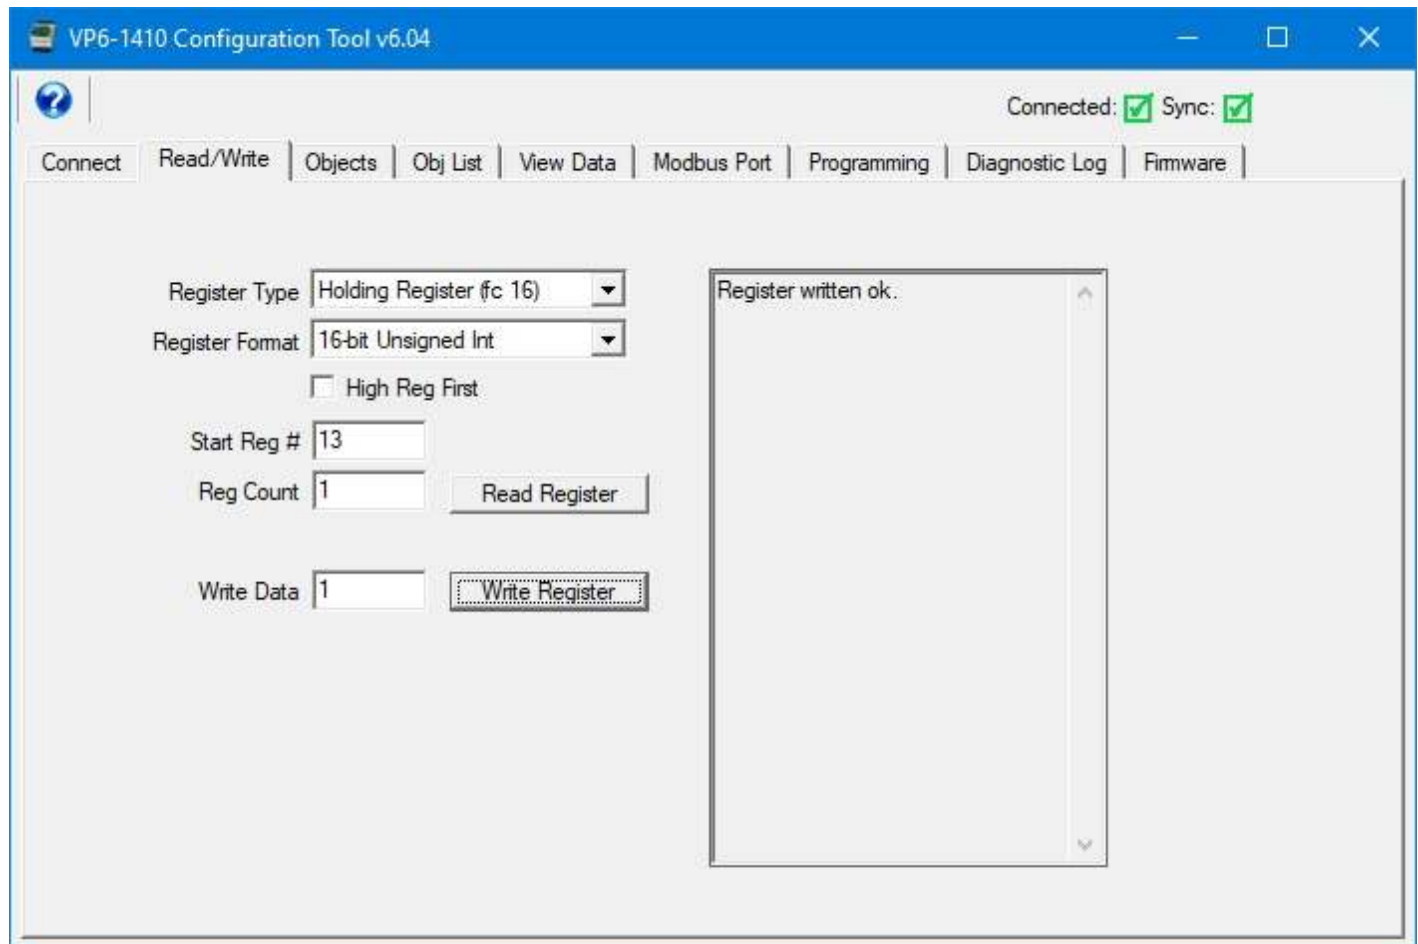 VP6-1410 Configuration Tool v6.04
?
Connected: Sync:
Connect Read/Write Objects Obj List View Data Modbus Port Programming Diagnostic Log Firmware
Register Type Holding Register (fc 16)
Register written ok.
Register Format 16-bit Unsigned Int
High Reg First
Start Reg # 13
Reg Count 1 Read Register
Write Data 1 Write Register